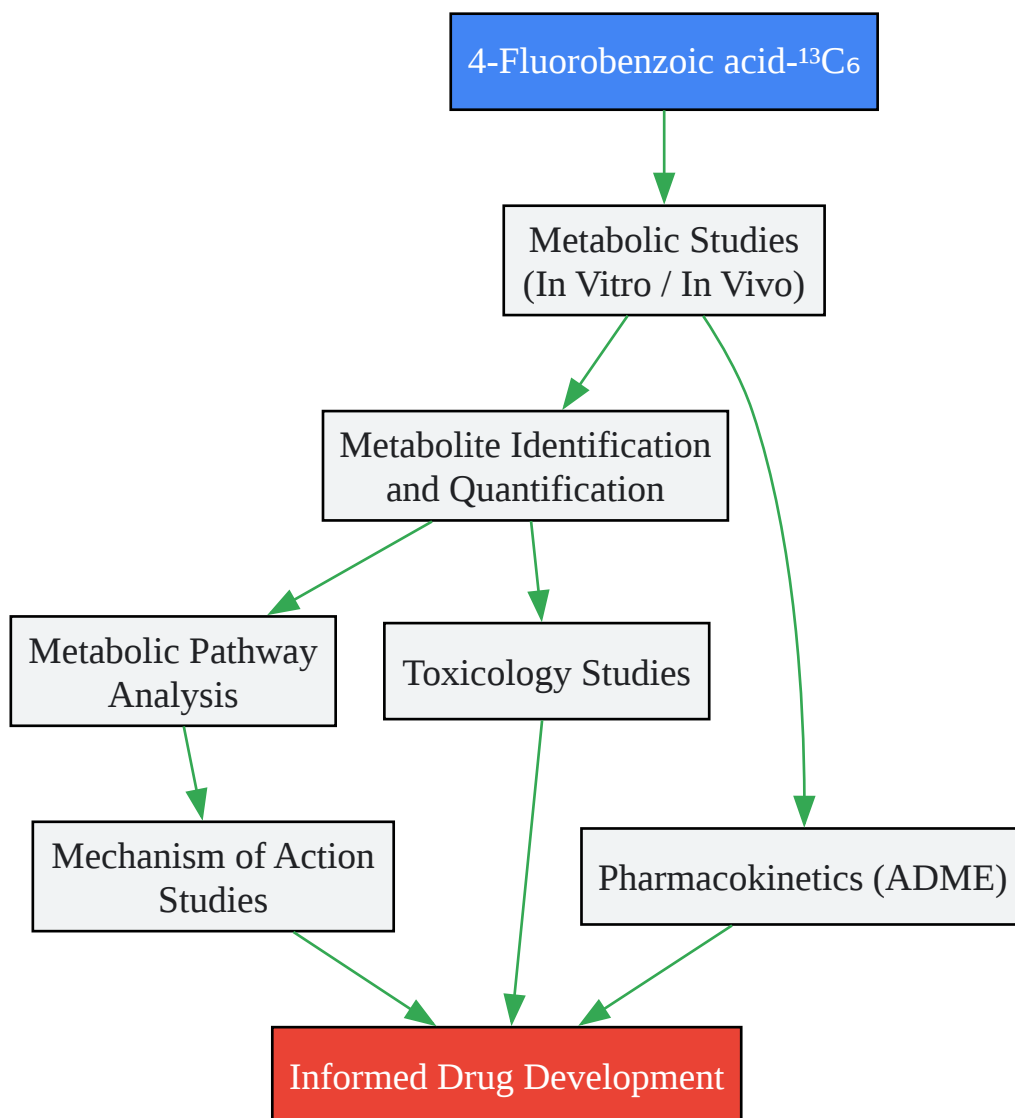 4-Fluorobenzoic acid-¹³C₆
Metabolic Studies
(In Vitro / In Vivo)
Metabolite Identification
and Quantification
Metabolic Pathway
Analysis
Toxicology Studies
Mechanism of Action
Studies
Pharmacokinetics (ADME)
Informed Drug Development